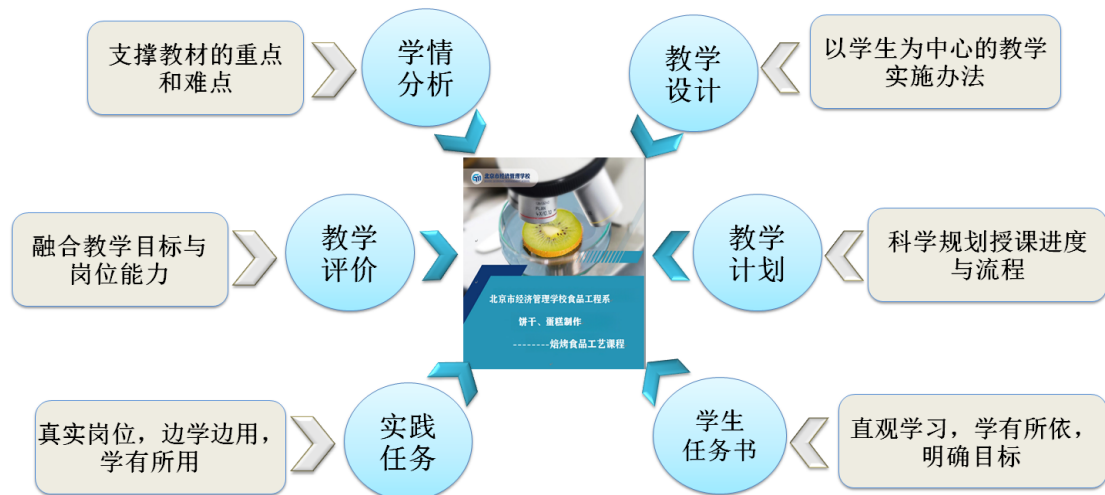 支撑教材的重点
和难点
学情
分析
教学
设计
以学生为中心的教学
实施办法
融合教学目标与
岗位能力
教学
评价
北京市经济管理学校
北京市经济管理学校食品工程系
饼干、蛋糕制作
--------焙烤食品工艺课程
教学
计划
科学规划授课进度
与流程
真实岗位，边学边用，
学有所用
实践
任务
学生
任务书
直观学习，学有所依，
明确目标